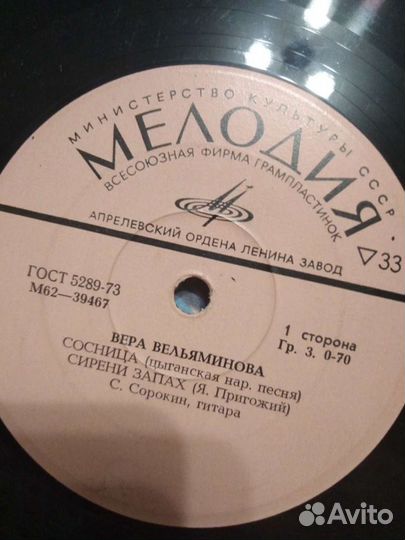 МИНИСТЕРСТВО КУЛЬТУРЫ СССР
МЕЛОДИЯ
ВСЕСОЮЗНАЯ ФИРМА ГРАМПЛАСТИНОК
АПРЕЛЕВСКИЙ ОРДЕНА ЛЕНИНА ЗАВОД
33
ГОСТ 5289-73
М62—39467
1 сторона
Гр. 3. 0-70
ВЕРА ВЕЛЬЯМИНОВА
СОСНИЦА (цыганская нар. песня)
СИРЕНИ ЗАПАХ (Я. Пригожий)
С. Сорокин, гитара
Avito